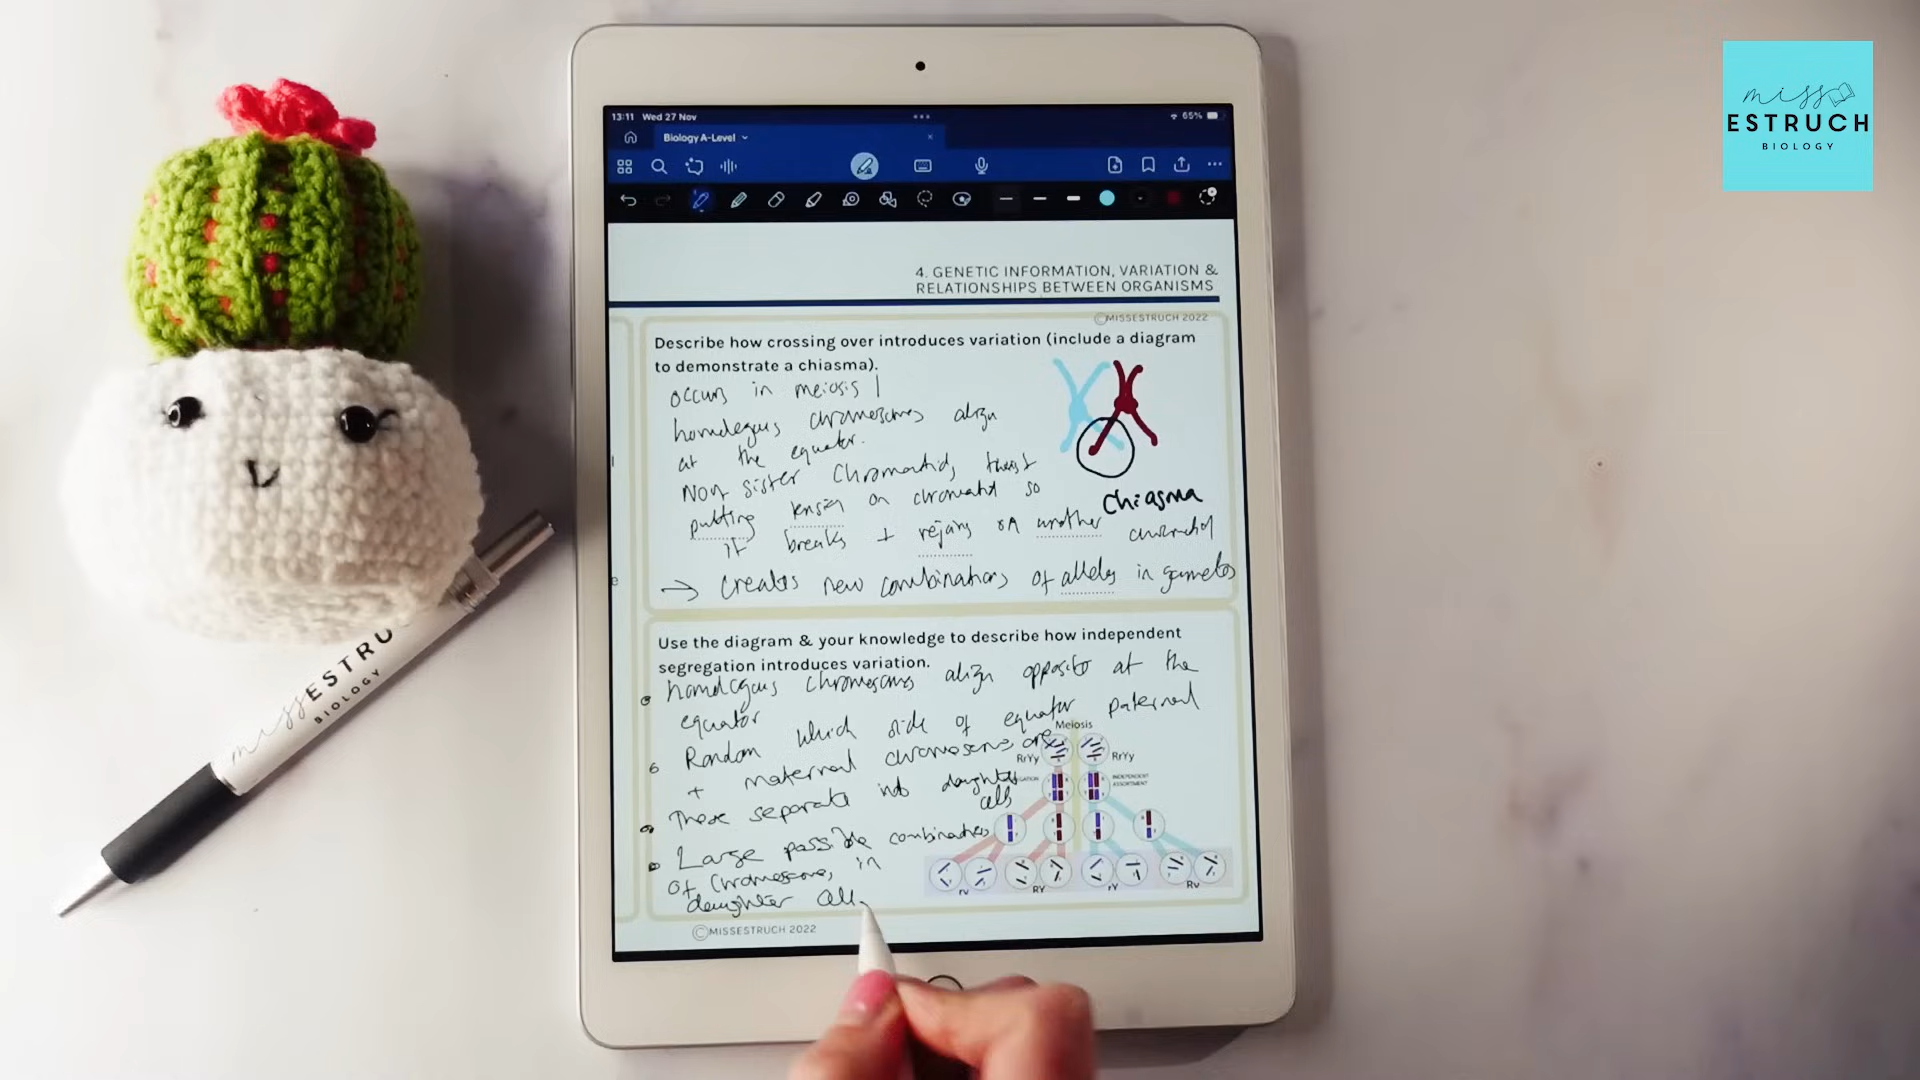 miss
ESTRUCH
BIOLOGY
13:11 Wed 27 Nov
65%
Biology A-Level
4. GENETIC INFORMATION, VARIATION &
RELATIONSHIPS BETWEEN ORGANISMS
©MISSESTRUCH 2022
Describe how crossing over introduces variation (include a diagram
to demonstrate a chiasma).
occurs in meiosis I
homologous chromosomes align
at the equator.
Non sister Chromatids twist
putting tension on chromatid so
it breaks + rejoins on another chromatid
Chiasma
→ Creates new combinations of alleles in gametes
Use the diagram & your knowledge to describe how independent
segregation introduces variation.
homologous chromosomes align opposite at the
equator
Random which side of equator paternal
+ maternal chromosomes are
These separate into daughter
cells
Large possible combinations
of Chromosomes in
daughter cells
Meiosis
RrYy
RrYy
INDEPENDENT
ASSORTMENT
RY
rY
©MISSESTRUCH 2022
miss ESTRUC
BIOLOGY